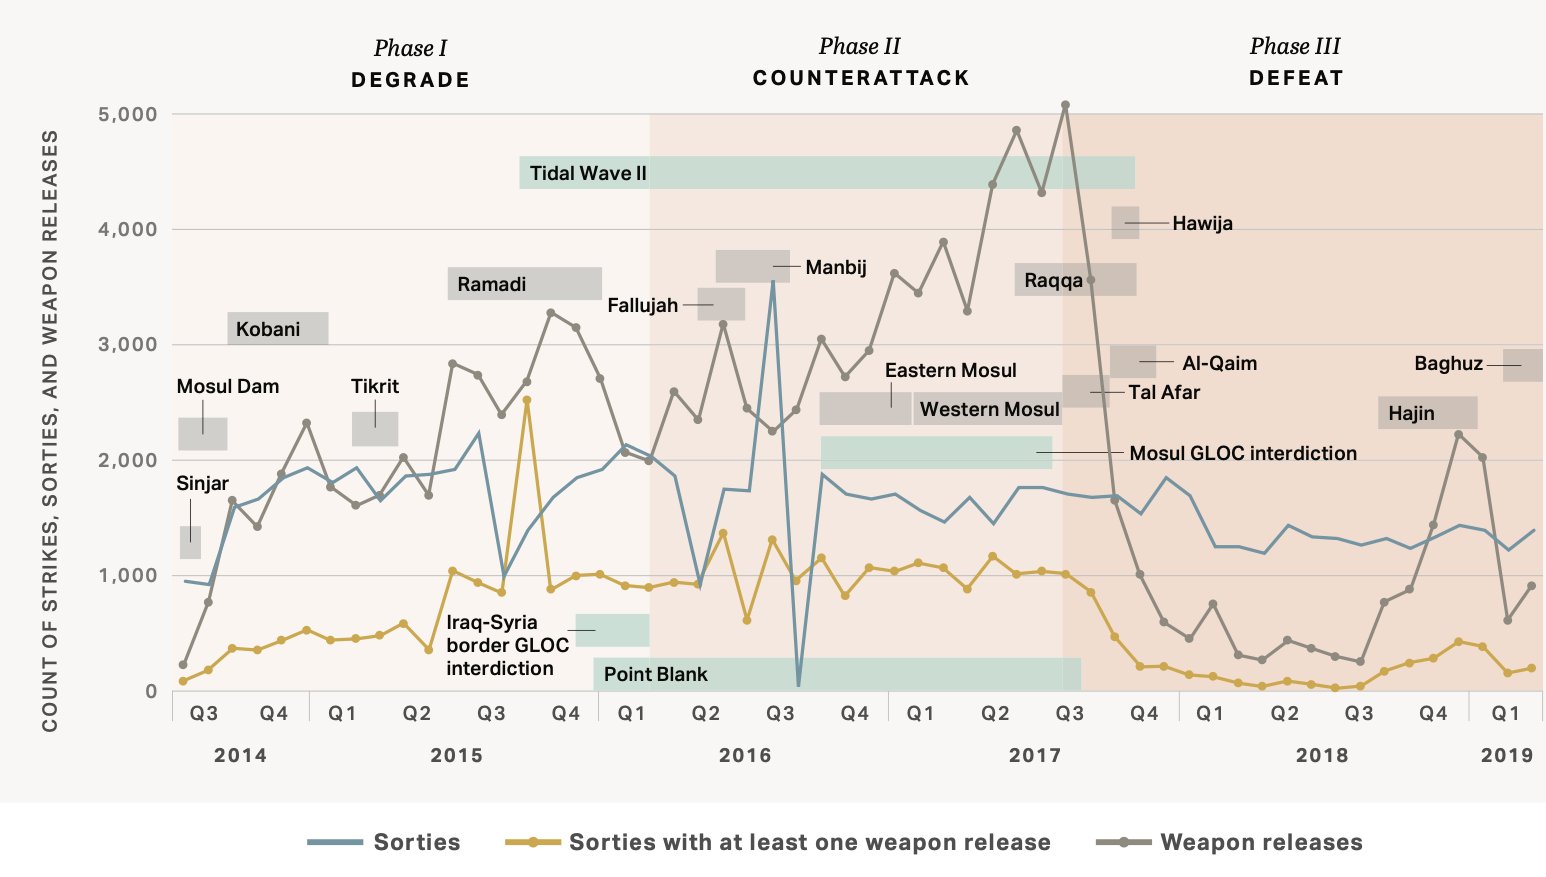 Phase I
DEGRADE
Phase II
COUNTERATTACK
Phase III
DEFEAT
COUNT OF STRIKES, SORTIES, AND WEAPON RELEASES
5,000
4,000
3,000
2,000
1,000
0
Tidal Wave II
Hawija
Manbij
Raqqa
Ramadi
Fallujah
Kobani
Al-Qaim
Baghuz
Eastern Mosul
Mosul Dam
Tikrit
Tal Afar
Western Mosul
Hajin
Mosul GLOC interdiction
Sinjar
Iraq-Syria
border GLOC
interdiction
Point Blank
Q3 Q4 Q1 Q2 Q3 Q4 Q1 Q2 Q3 Q4 Q1 Q2 Q3 Q4 Q1 Q2 Q3 Q4 Q1
2014 2015 2016 2017 2018 2019
Sorties
Sorties with at least one weapon release
Weapon releases